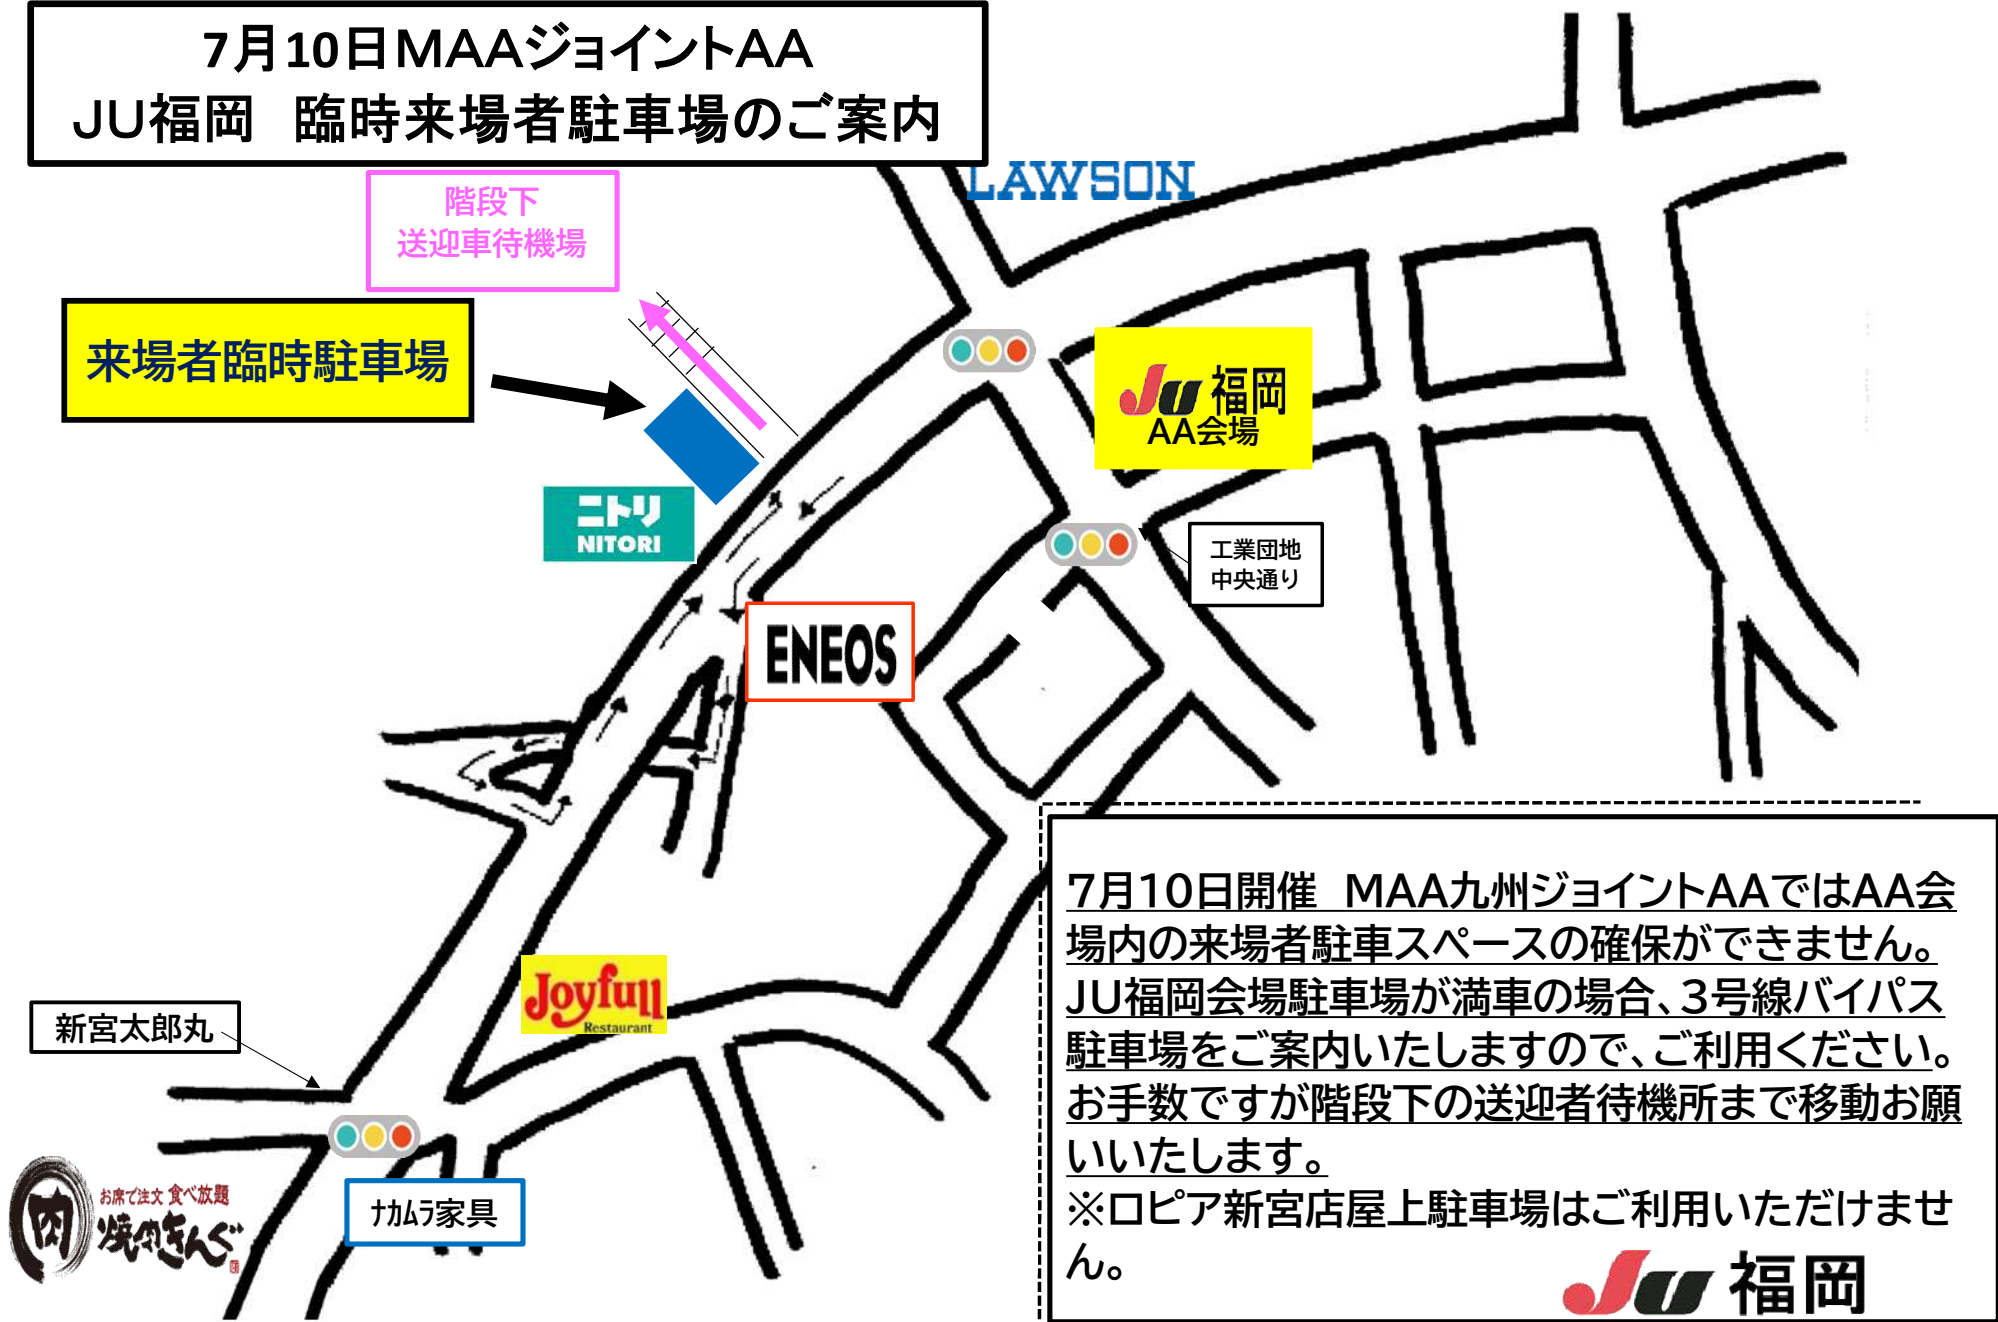 7月10日MAAジョイントAA
JU福岡　臨時来場者駐車場のご案内
LAWSON
階段下
送迎車待機場
来場者臨時駐車場
JU 福岡
AA会場
ニトリ
NITORI
工業団地
中央通り
ENEOS
Joyfull
Restaurant
新宮太郎丸
ﾅｶﾑﾗ家具
肉
お席で注文 食べ放題
焼肉きんぐ
7月10日開催　MAA九州ジョイントAAではAA会
場内の来場者駐車スペースの確保ができません。
JU福岡会場駐車場が満車の場合、3号線バイパス
駐車場をご案内いたしますので、ご利用ください。
お手数ですが階段下の送迎者待機所まで移動お願
いいたします。
※ロピア新宮店屋上駐車場はご利用いただけませ
ん。
JU 福岡